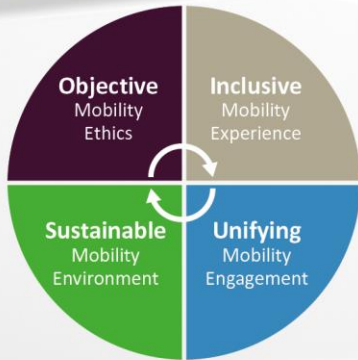 Objective
Mobility
Ethics
Inclusive
Mobility
Experience
Sustainable
Mobility
Environment
Unifying
Mobility
Engagement